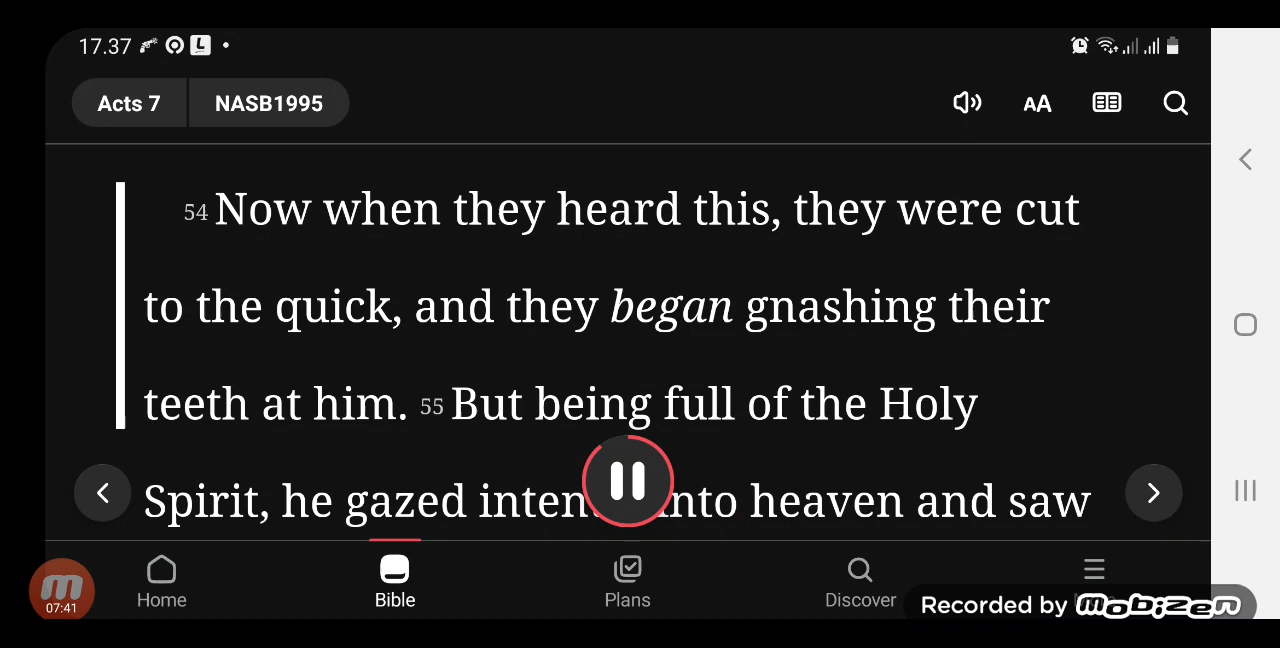 17.37 L
Acts 7 NASB1995 AA
54 Now when they heard this, they were cut
to the quick, and they began gnashing their
teeth at him. 55 But being full of the Holy
Spirit, he gazed into heaven and saw
Home Bible Plans Discover
07:41
Recorded by mobizen